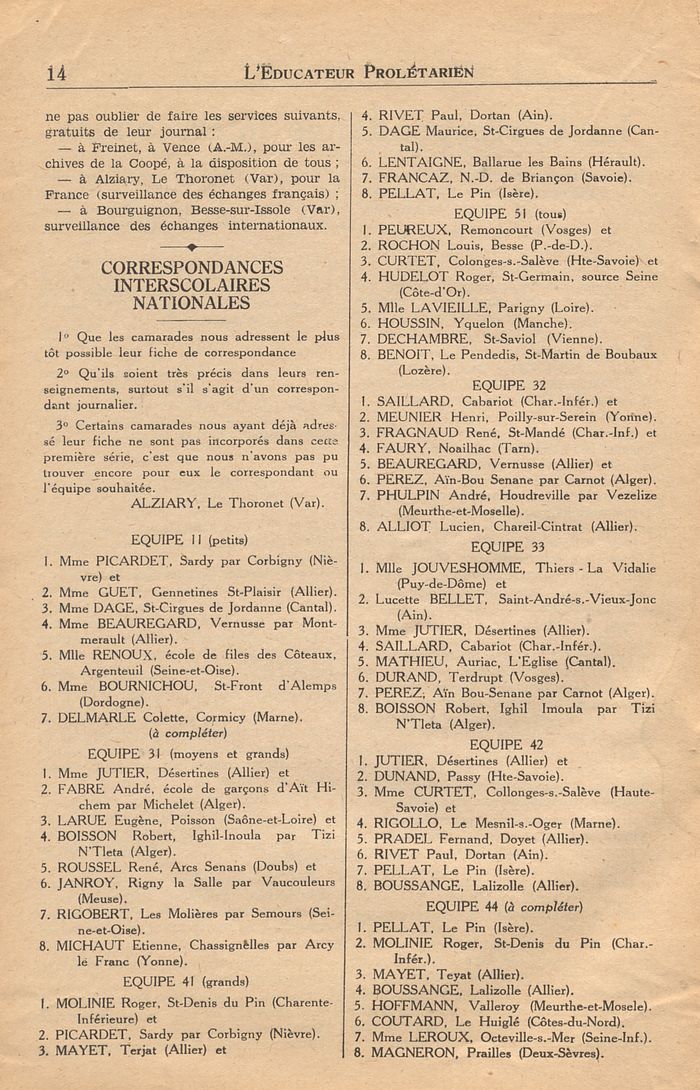 14
L'EDUCATEUR PROLÉTARIEN
ne pas oublier de faire les services suivants,
gratuits de leur journal :
— à Freinet, à Vence (A.-M.), pour les ar-
chives de la Coopé, à la disposition de tous ;
— à Alziary, Le Thoronet (Var), pour la
France (surveillance des échanges français) ;
— à Bourguignon, Besse-sur-Issole (Var),
surveillance des échanges internationaux.
CORRESPONDANCES
INTERSCOLAIRES
NATIONALES
1° Que les camarades nous adressent le plus
tôt possible leur fiche de correspondance
2° Qu'ils soient très précis dans leurs ren-
seignements, surtout s'il s'agit d'un correspon-
dant journalier.
3° Certains camarades nous ayant déjà adres-
sé leur fiche ne sont pas incorporés dans cette
première série, c'est que nous n'avons pas pu
trouver encore pour eux le correspondant ou
l'équipe souhaitée.
ALZIARY, Le Thoronet (Var).
EQUIPE 11 (petits)
1. Mme PICARDET, Sardy par Corbigny (Niè-
vre) et
2. Mme GUET, Gennetines St-Plaisir (Allier).
3. Mme DAGE, St-Cirgues de Jordanne (Cantal).
4. Mme BEAUREGARD, Vernusse par Mont-
merault (Allier).
5. Mlle RENOUX, école de files des Côteaux,
Argenteuil (Seine-et-Oise).
6. Mme BOURNICHOU, St-Front d'Alemps
(Dordogne).
7. DELMARLE Colette, Cormicy (Marne).
(à compléter)
EQUIPE 31 (moyens et grands)
1. Mme JUTIER, Désertines (Allier) et
2. FABRE André, école de garçons d'Aït Hi-
chem par Michelet (Alger).
3. LARUE Eugène, Poisson (Saône-et-Loire) et
4. BOISSON Robert, Ighil-Inoula par Tizi
N'Tleta (Alger).
5. ROUSSEL René, Arcs Senans (Doubs) et
6. JANROY, Rigny la Salle par Vaucouleurs
(Meuse).
7. RIGOBERT, Les Molières par Semours (Sei-
ne-et-Oise).
8. MICHAUT Etienne, Chassignelles par Arcy
le Franc (Yonne).
EQUIPE 41 (grands)
1. MOLINIE Roger, St-Denis du Pin (Charente-
Inférieure) et
2. PICARDET, Sardy par Corbigny (Nièvre).
3. MAYET, Terjat (Allier) et
4. RIVET Paul, Dortan (Ain).
5. DAGE Maurice, St-Cirgues de Jordanne (Can-
tal).
6. LENTAIGNE, Ballarue les Bains (Hérault).
7. FRANCAZ, N.-D. de Briançon (Savoie).
8. PELLAT, Le Pin (Isère).
EQUIPE 51 (tous)
1. PEUREUX, Remoncourt (Vosges) et
2. ROCHON Louis, Besse (P.-de-D.).
3. CURTET, Colonges-s.-Salève (Hte-Savoie) et
4. HUDELOT Roger, St-Germain, source Seine
(Côte-d'Or).
5. Mlle LAVIEILLE, Parigny (Loire).
6. HOUSSIN, Yquelon (Manche).
7. DECHAMBRE, St-Saviol (Vienne).
8. BENOIT, Le Pendedis, St-Martin de Boubaux
(Lozère).
EQUIPE 32
1. SAILLARD, Cabariot (Char.-Infér.) et
2. MEUNIER Henri, Poilly-sur-Serein (Yonne).
3. FRAGNAUD René, St-Mandé (Char.-Inf.) et
4. FAURY, Noailhac (Tarn).
5. BEAUREGARD, Vernusse (Allier) et
6. PEREZ, Aïn-Bou Senane par Carnot (Alger).
7. PHULPIN André, Houdreville par Vezelize
(Meurthe-et-Moselle).
8. ALLIOT Lucien, Chareil-Cintrat (Allier).
EQUIPE 33
1. Mlle JOUVESHOMME, Thiers - La Vidalie
(Puy-de-Dôme) et
2. Lucette BELLET, Saint-André-s.-Vieux-Jonc
(Ain).
3. Mme JUTIER, Désertines (Allier).
4. SAILLARD, Cabariot (Char.-Infér.).
5. MATHIEU, Auriac, L'Eglise (Cantal).
6. DURAND, Terdrupt (Vosges).
7. PEREZ, Aïn Bou-Senane par Carnot (Alger).
8. BOISSON Robert, Ighil Imoula par Tizi
N'Tleta (Alger).
EQUIPE 42
1. JUTIER, Désertines (Allier) et
2. DUNAND, Passy (Hte-Savoie).
3. Mme CURTET, Collonges-s.-Salève (Haute-
Savoie) et
4. RIGOLLO, Le Mesnil-s.-Oger (Marne).
5. PRADEL Fernand, Doyet (Allier).
6. RIVET Paul, Dortan (Ain).
7. PELLAT, Le Pin (Isère).
8. BOUSSANGE, Lalizolle (Allier).
EQUIPE 44 (à compléter)
1. PELLAT, Le Pin (Isère).
2. MOLINIE Roger, St-Denis du Pin (Char.-
Infér.).
3. MAYET, Teyat (Allier).
4. BOUSSANGE, Lalizolle (Allier).
5. HOFFMANN, Valleroy (Meurthe-et-Mosele).
6. COUTARD, Le Huiglé (Côtes-du-Nord).
7. Mme LEROUX, Octeville-s.-Mer (Seine-Inf.).
8. MAGNERON, Prailles (Deux-Sèvres).